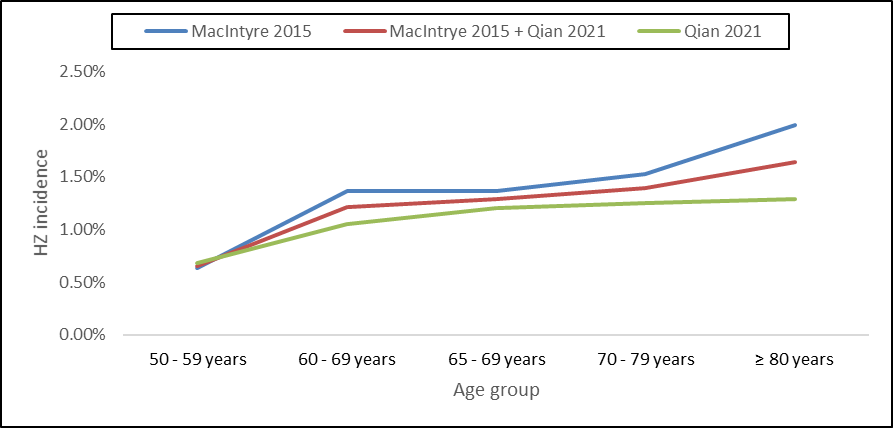 MacIntyre 2015 MacIntrye 2015 + Qian 2021 Qian 2021
2.50%
2.00%
1.50%
1.00%
0.50%
0.00%
HZ incidence
50 - 59 years 60 - 69 years 65 - 69 years 70 - 79 years ≥ 80 years
Age group